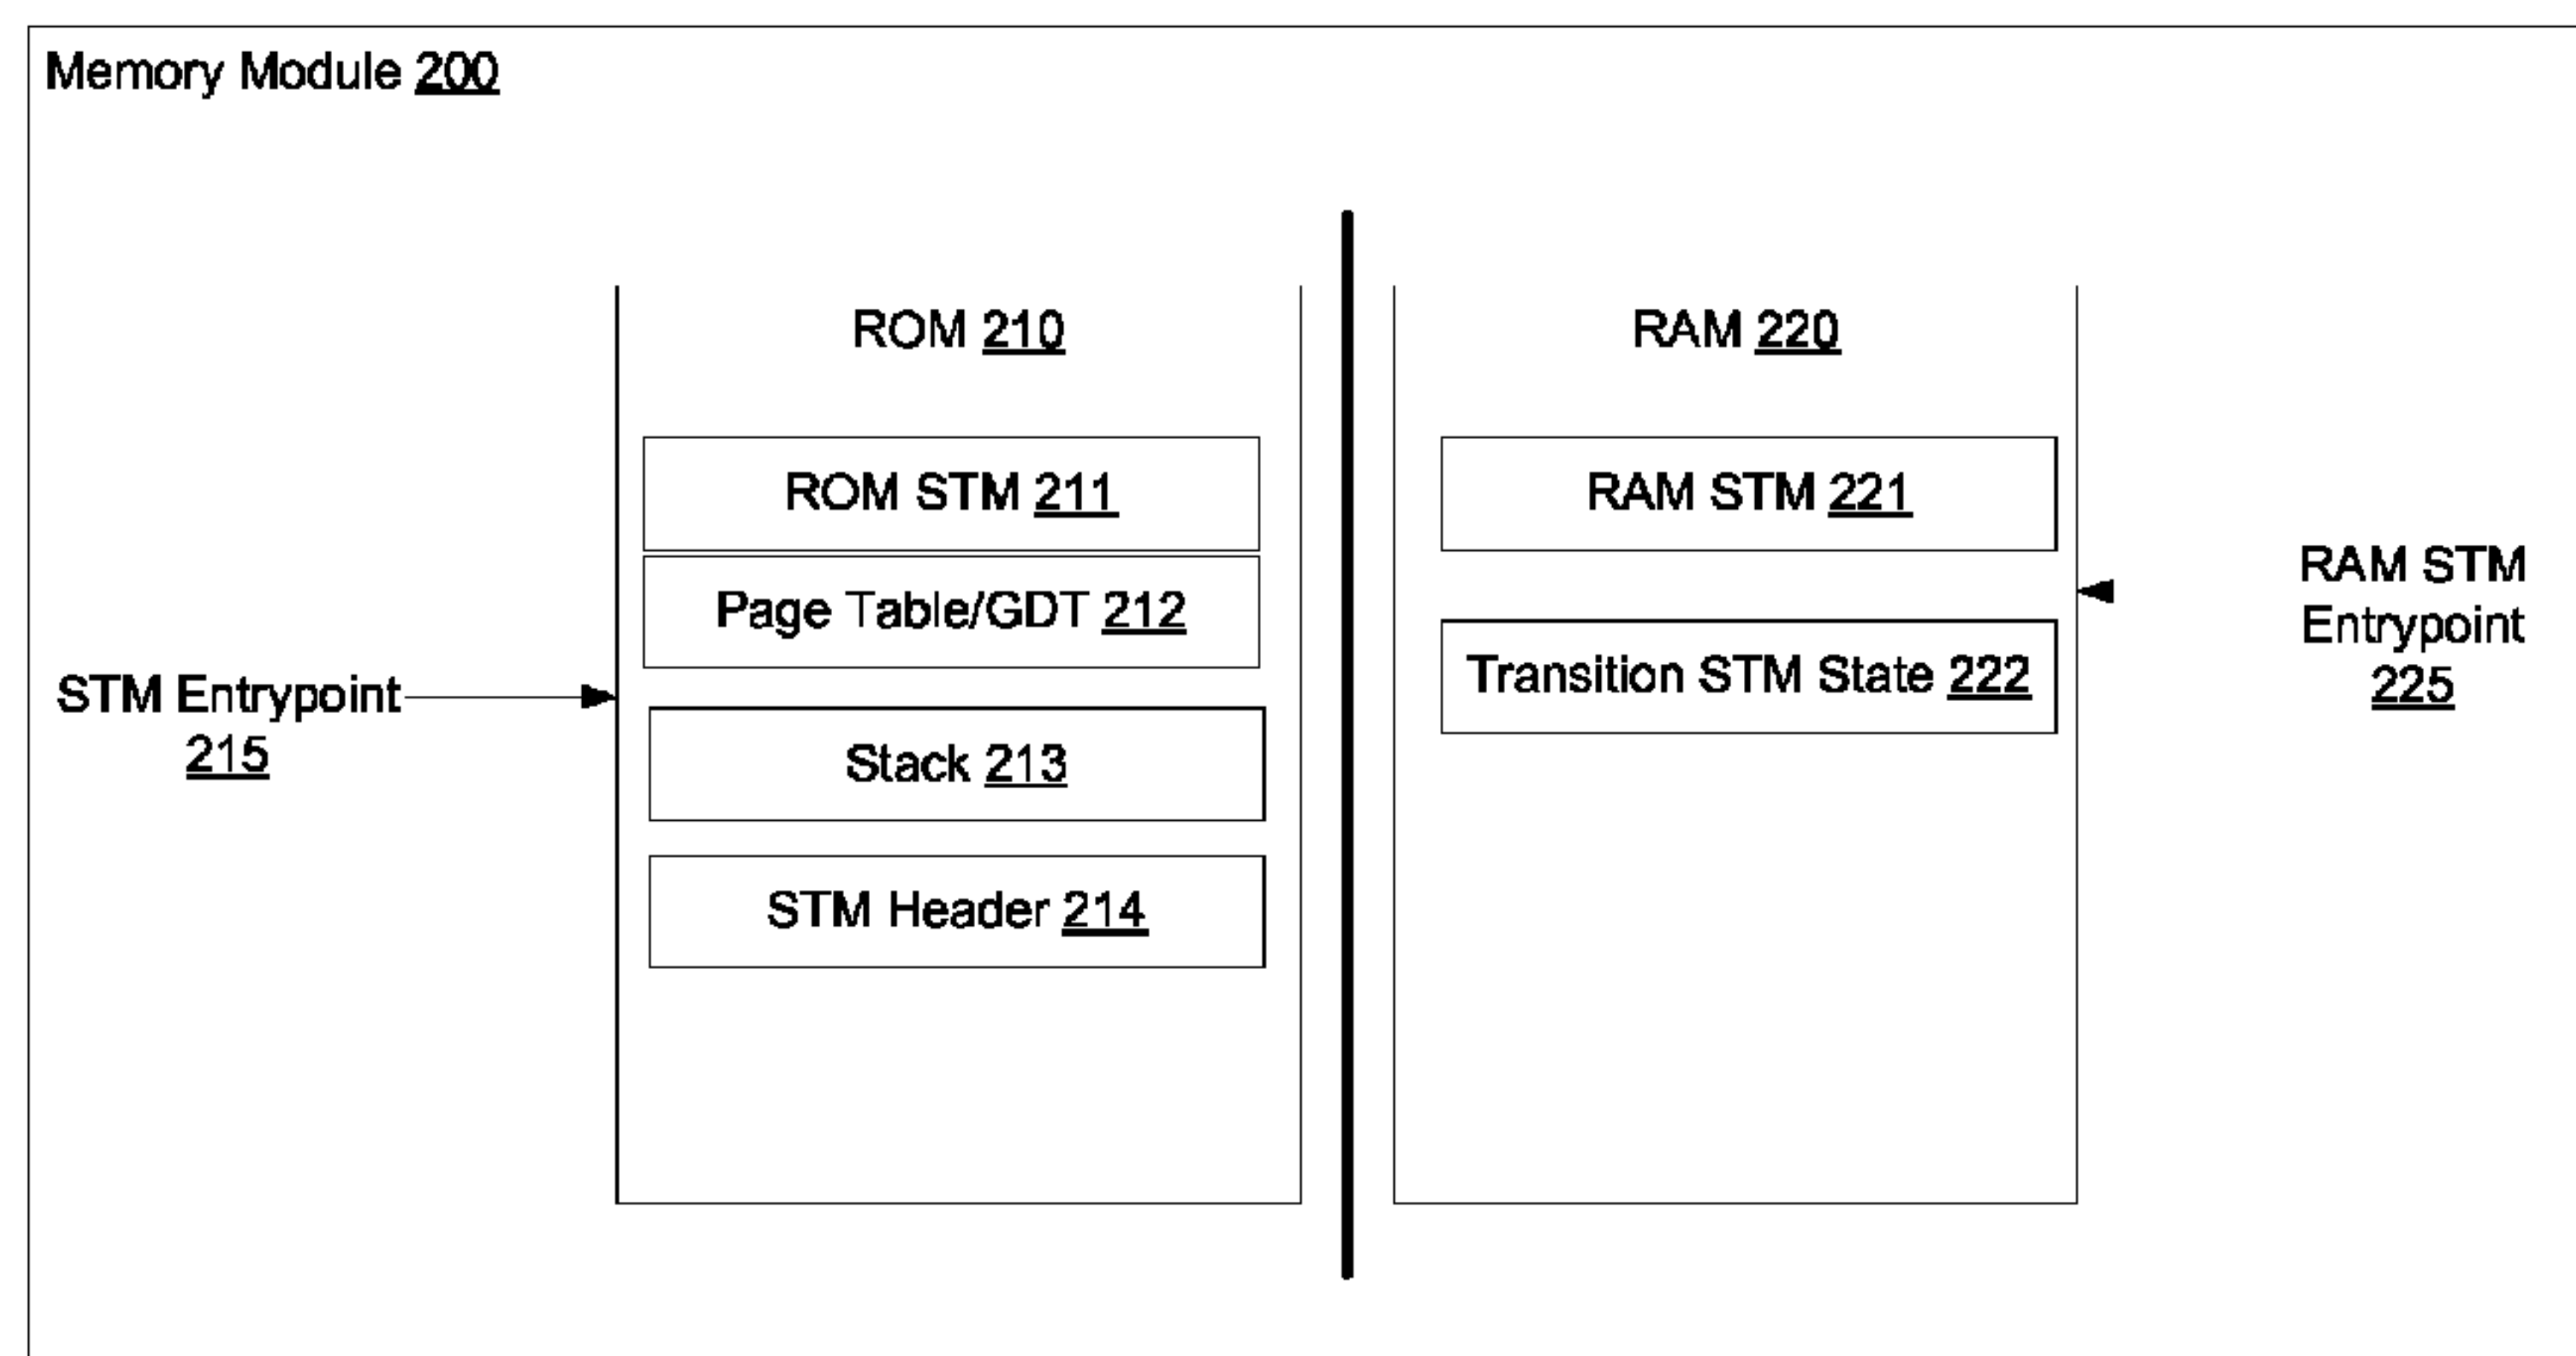 Memory Module 200
ROM 210
RAM 220
ROM STM 211
RAM STM 221
Page Table/GDT 212
RAM STM
Entrypoint
225
Transition STM State 222
STM Entrypoint
215
Stack 213
STM Header 214